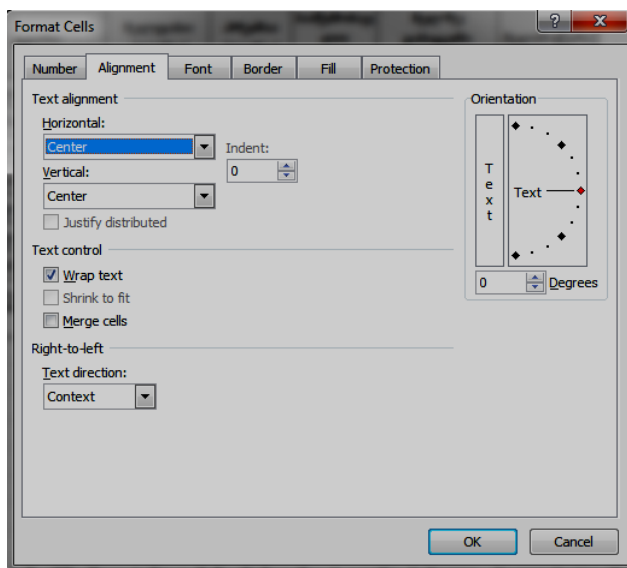 Format Cells
Number Alignment Font Border Fill Protection
Text alignment
Horizontal:
Center
Indent:
0
Vertical:
Center
Justify distributed
Text control
Wrap text
Shrink to fit
Merge cells
Right-to-left
Text direction:
Context
Orientation
Text
Text
0 Degrees
OK Cancel